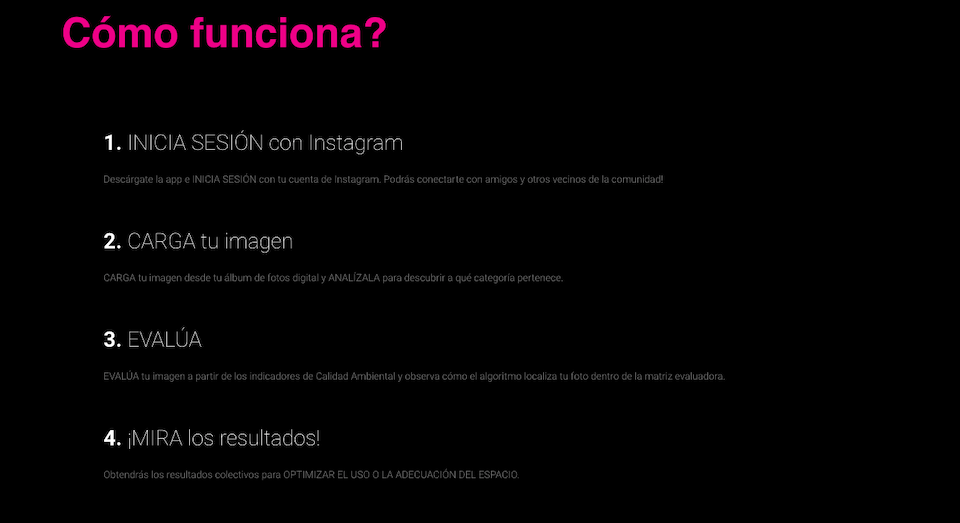 Cómo funciona?
1. INICIA SESIÓN con Instagram
Descárgate la app e INICIA SESIÓN con tu cuenta de Instagram. Podrás conectarte con amigos y otros vecinos de la comunidad!
2. CARGA tu imagen
CARGA tu imagen desde tu álbum de fotos digital y ANALÍZALA para descubrir a qué categoría pertenece.
3. EVALÚA
EVALÚA tu imagen a partir de los indicadores de Calidad Ambiental y observa cómo el algoritmo localiza tu foto dentro de la matriz evaluadora.
4. ¡MIRA los resultados!
Obtendrás los resultados colectivos para OPTIMIZAR EL USO O LA ADECUACIÓN DEL ESPACIO.